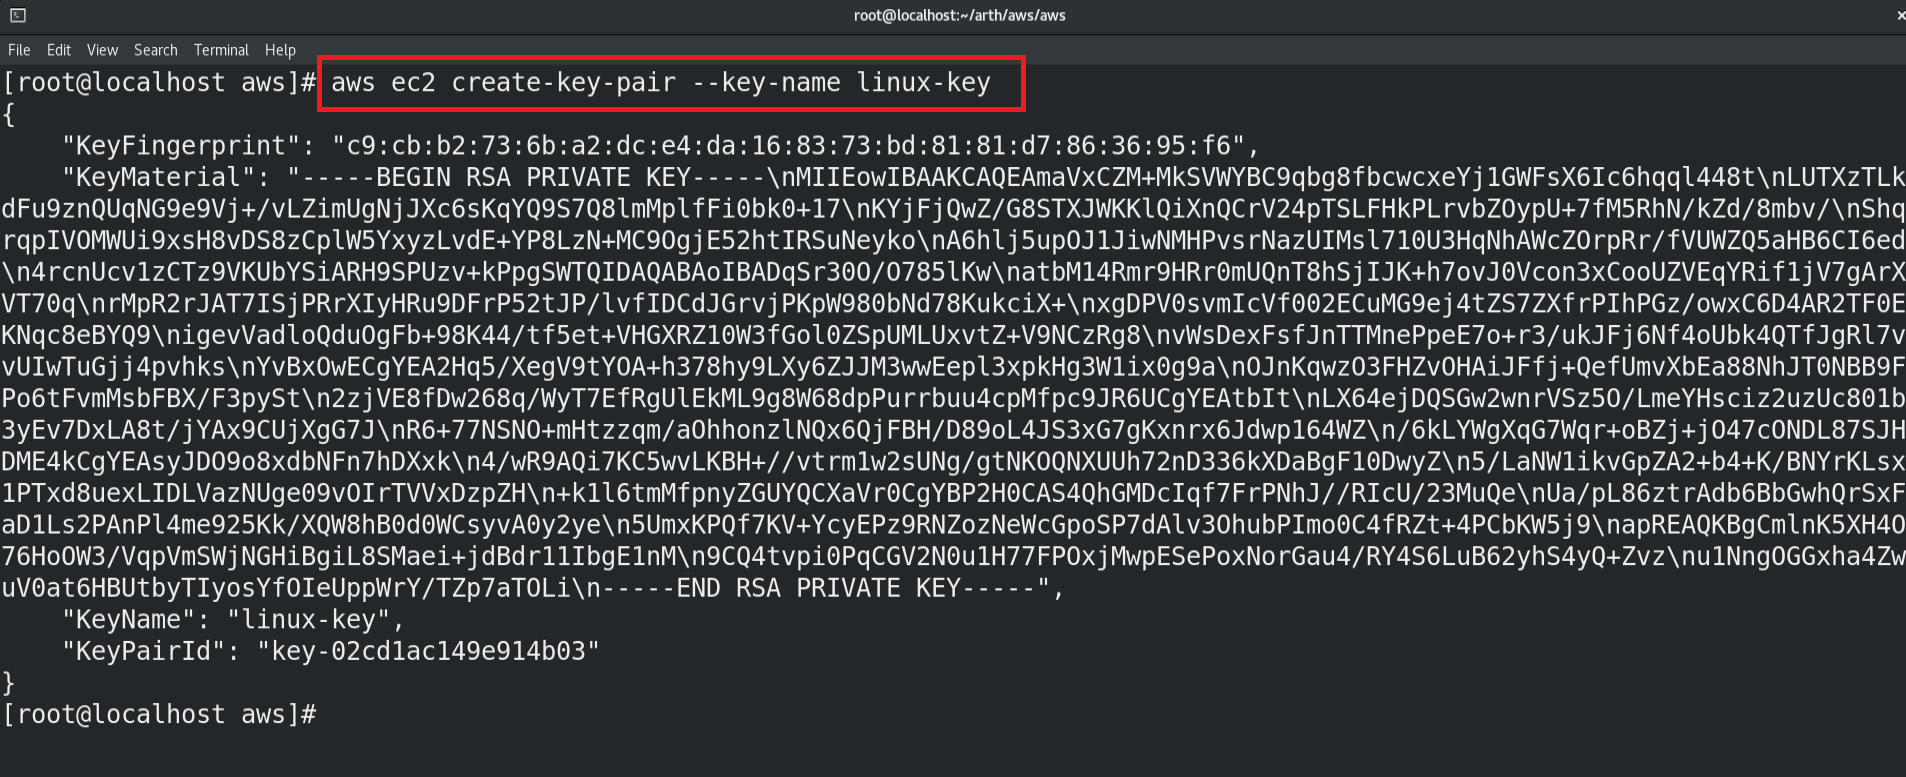 root@localhost:~/arth/aws/aws
File Edit View Search Terminal Help
[root@localhost aws]# aws ec2 create-key-pair --key-name linux-key
{
    "KeyFingerprint": "c9:cb:b2:73:6b:a2:dc:e4:da:16:83:73:bd:81:81:d7:86:36:95:f6",
    "KeyMaterial": "-----BEGIN RSA PRIVATE KEY-----\nMIIEowIBAAKCAQEAmaVxCZM+MkSVWYBC9qbg8fbcwcxeYj1GWFsX6Ic6hqql448t\nLUTXzTLk
dFu9znQUqNG9e9Vj+/vLZimUgNjJXc6sKqYQ9S7Q8lmMplfFi0bk0+17\nKYjFjQwZ/G8STXJWKKlQiXnQCrV24pTSLFHkPLrvbZOypU+7fM5RhN/kZd/8mbv/\nShq
rqpIVOMWUi9xsH8vDS8zCplW5YxyzLvdE+YP8LzN+MC9OgjE52htIRSuNeyko\nA6hlj5upOJ1JiwNMHPvsrNazUIMsl710U3HqNhAWcZOrpRr/fVUWZQ5aHB6CI6ed
\n4rcnUcv1zCTz9VKUbYSiARH9SPUzv+kPpgSWTQIDAQABAoIBADqSr30O/O785lKw\natbM14Rmr9HRr0mUQnT8hSjIJK+h7ovJ0Vcon3xCooUZVEqYRif1jV7gArX
VT70q\nrMpR2rJAT7ISjPRrXIyHRu9DFrP52tJP/lvfIDCdJGrvjPKpW980bNd78KukciX+\nxgDPV0svmIcVf002ECuMG9ej4tZS7ZXfrPIhPGz/owxC6D4AR2TF0E
KNqc8eBYQ9\nigevVadloQduOgFb+98K44/tf5et+VHGXRZ10W3fGol0ZSpUMLUxvtZ+V9NCzRg8\nvWsDexFsfJnTTMnePpeE7o+r3/ukJFj6Nf4oUbk4QTfJgRl7v
vUIwTuGjj4pvhks\nYvBxOwECgYEA2Hq5/XegV9tYOA+h378hy9LXy6ZJJM3wwEepl3xpkHg3W1ix0g9a\nOJnKqwzO3FHZvOHAiJFfj+QefUmvXbEa88NhJT0NBB9F
Po6tFvmMsbFBX/F3pySt\n2zjVE8fDw268q/WyT7EfRgUlEkML9g8W68dpPurrbuu4cpMfpc9JR6UCgYEAtbIt\nLX64ejDQSGw2wnrVSz5O/LmeYHsciz2uzUc801b
3yEv7DxLA8t/jYAx9CUjXgG7J\nR6+77NSNO+mHtzzqm/aOhhonzlNQx6QjFBH/D89oL4JS3xG7gKxnrx6Jdwp164WZ\n/6kLYWgXqG7Wqr+oBZj+jO47cONDL87SJH
DME4kCgYEAsyJDO9o8xdbNFn7hDXxk\n4/wR9AQi7KC5wvLKBH+//vtrm1w2sUNg/gtNKOQNXUUh72nD336kXDaBgF10DwyZ\n5/LaNW1ikvGpZA2+b4+K/BNYrKLsx
1PTxd8uexLIDLVazNUge09vOIrTVVxDzpZH\n+k1l6tmMfpnyZGUYQCXaVr0CgYBP2H0CAS4QhGMDcIqf7FrPNhJ//RIcU/23MuQe\nUa/pL86ztrAdb6BbGwhQrSxF
aD1Ls2PAnPl4me925Kk/XQW8hB0d0WCsyvA0y2ye\n5UmxKPQf7KV+YcyEPz9RNZozNeWcGpoSP7dAlv3OhubPImo0C4fRZt+4PCbKW5j9\napREAQKBgCmlnK5XH4O
76HoOW3/VqpVmSWjNGHiBgiL8SMaei+jdBdr11IbgE1nM\n9CQ4tvpi0PqCGV2N0u1H77FPOxjMwpESePoxNorGau4/RY4S6LuB62yhS4yQ+Zvz\nu1NngOGGxha4Zw
uV0at6HBUtbyTIyosYfOIeUppWrY/TZp7aTOLi\n-----END RSA PRIVATE KEY-----",
    "KeyName": "linux-key",
    "KeyPairId": "key-02cd1ac149e914b03"
}
[root@localhost aws]#